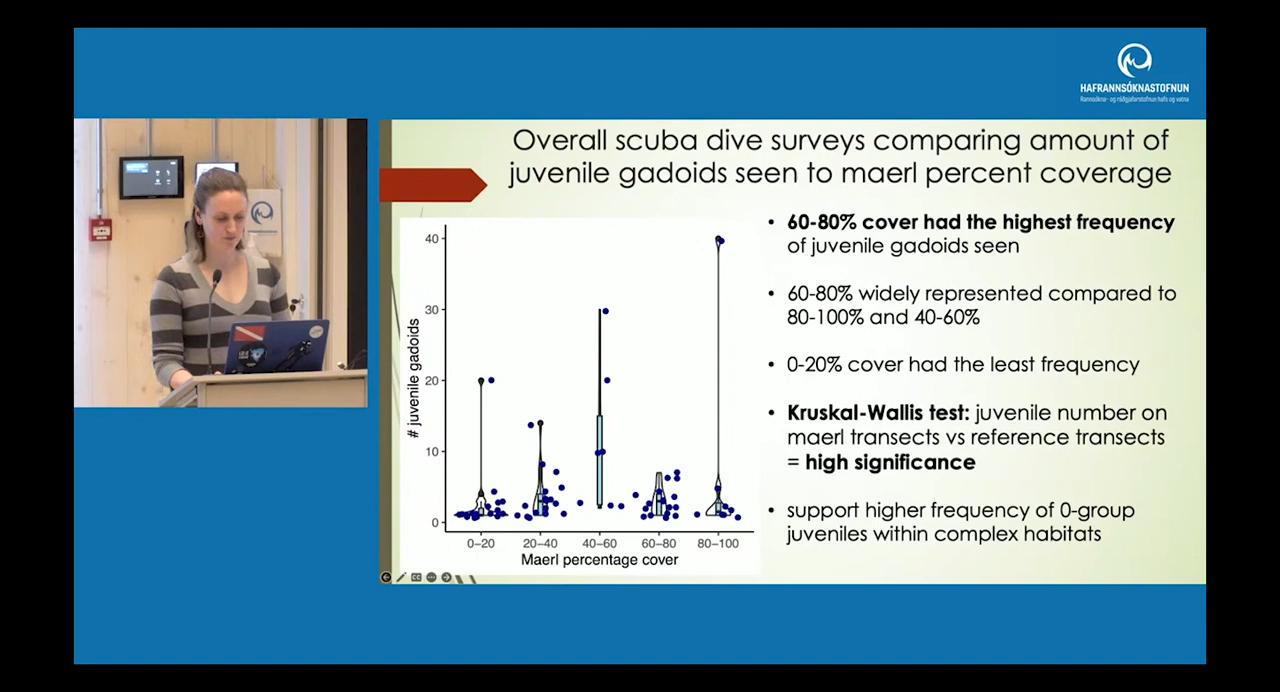 HAFRANNSÓKNASTOFNUN
Rannsókna- og ráðgjafarstofnun hafs og vatna
Overall scuba dive surveys comparing amount of
juvenile gadoids seen to maerl percent coverage
# juvenile gadoids
40
30
20
10
0
0–20 20–40 40–60 60–80 80–100
Maerl percentage cover
• 60-80% cover had the highest frequency
of juvenile gadoids seen
• 60-80% widely represented compared to
80-100% and 40-60%
• 0-20% cover had the least frequency
• Kruskal-Wallis test: juvenile number on
maerl transects vs reference transects
= high significance
• support higher frequency of 0-group
juveniles within complex habitats